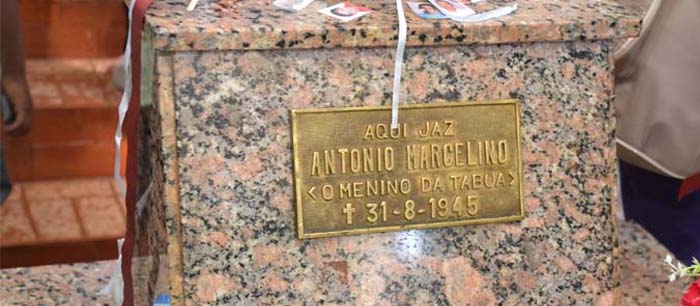 AQUI JAZ
ANTONIO MARCELINO
<O MENINO DA TABUA>
✝ 31-8-1945